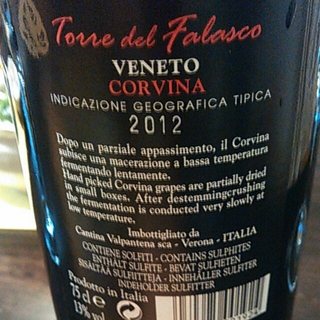 Torre del Falasco
VENETO
CORVINA
INDICAZIONE GEOGRAFICA TIPICA
2012
Dopo un parziale appassimento, il Corvina
subisce una macerazione a bassa temperatura
fermentando lentamente.
Hand picked Corvina grapes are partially dried
in small boxes. After destemmingcrushing
the fermentation is conducted very slowly at
low temperature.
Imbottigliato da
Cantina Valpantena sca - Verona - ITALIA
CONTIENE SOLFITI - CONTAINS SULPHITES
ENTHÄLT SULFITE - BEVAT SULFIETEN
SISÄLTÄÄ SULFIITTEJA - INNEHÅLLER SULFITER
INDEHOLDER SULFITTER
Prodotto in Italia
75 cl e
13% vol